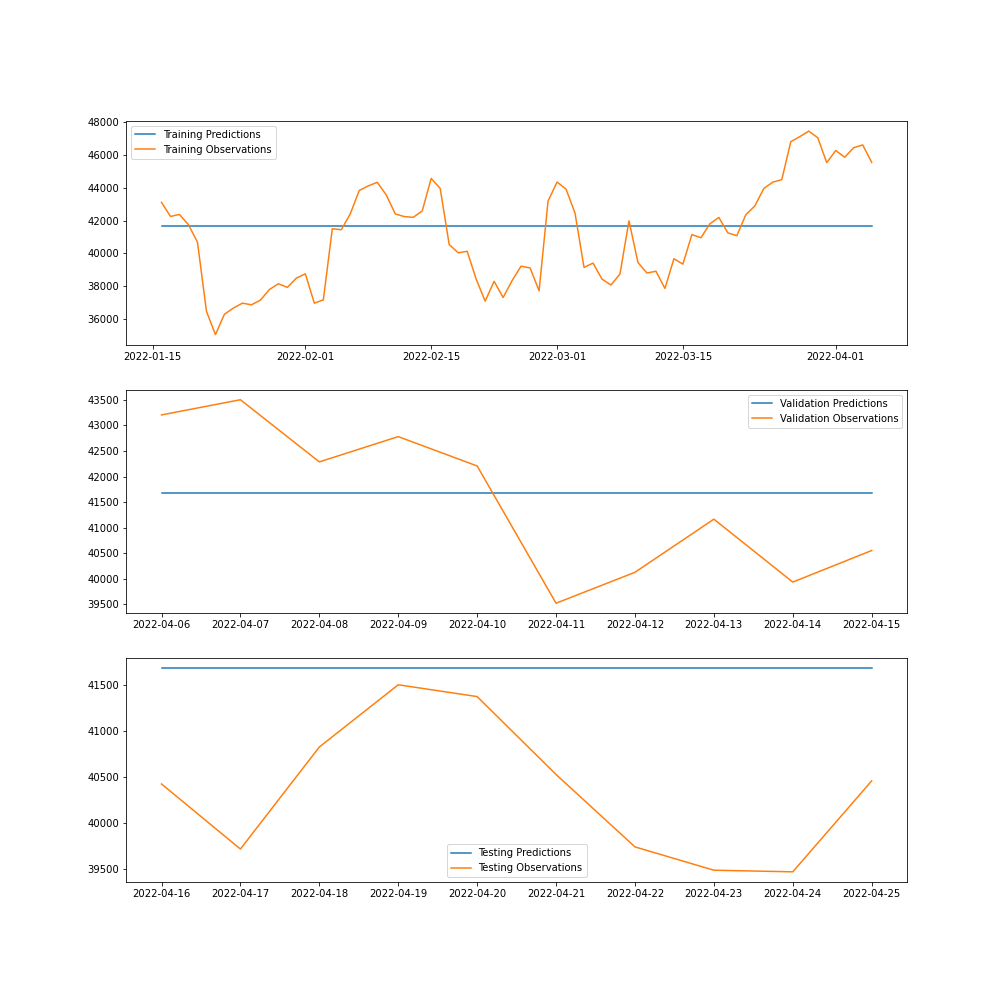 48000
46000
44000
42000
40000
38000
36000
Training Predictions
Training Observations
2022-01-15 2022-02-01 2022-02-15 2022-03-01 2022-03-15 2022-04-01
43500
43000
42500
42000
41500
41000
40500
40000
39500
Validation Predictions
Validation Observations
2022-04-06 2022-04-07 2022-04-08 2022-04-09 2022-04-10 2022-04-11 2022-04-12 2022-04-13 2022-04-14 2022-04-15
41500
41000
40500
40000
39500
Testing Predictions
Testing Observations
2022-04-16 2022-04-17 2022-04-18 2022-04-19 2022-04-20 2022-04-21 2022-04-22 2022-04-23 2022-04-24 2022-04-25